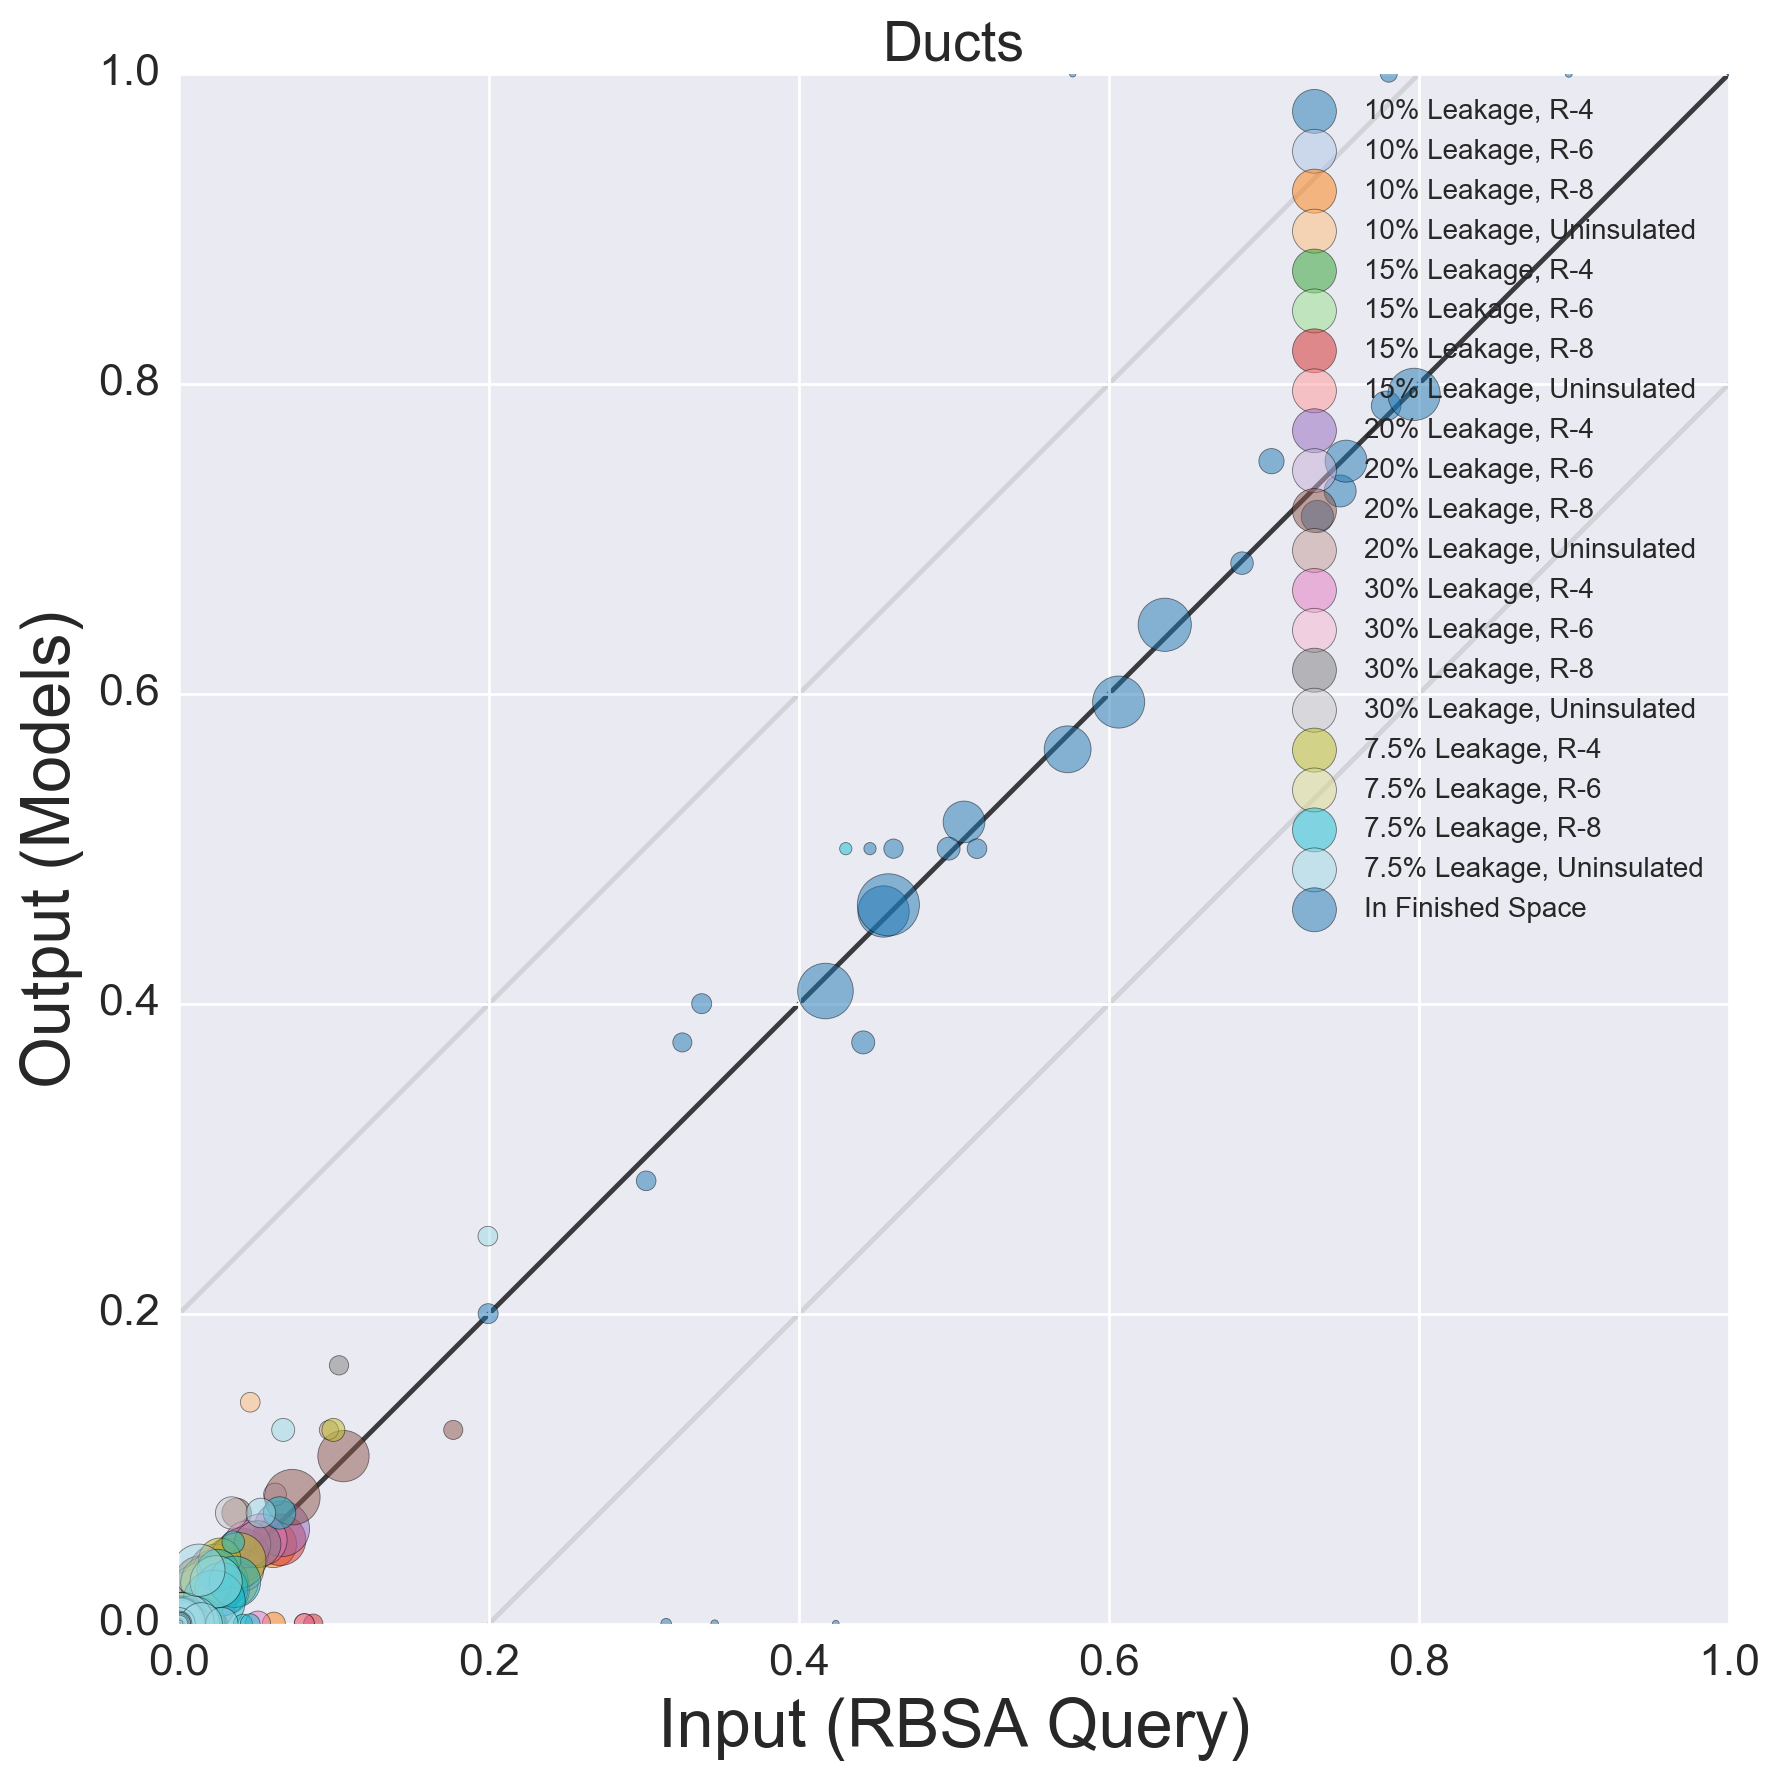 Ducts
1.0
0.8
0.6
0.4
0.2
0.0
Output (Models)
10% Leakage, R-4
10% Leakage, R-6
10% Leakage, R-8
10% Leakage, Uninsulated
15% Leakage, R-4
15% Leakage, R-6
15% Leakage, R-8
15% Leakage, Uninsulated
20% Leakage, R-4
20% Leakage, R-6
20% Leakage, R-8
20% Leakage, Uninsulated
30% Leakage, R-4
30% Leakage, R-6
30% Leakage, R-8
30% Leakage, Uninsulated
7.5% Leakage, R-4
7.5% Leakage, R-6
7.5% Leakage, R-8
7.5% Leakage, Uninsulated
In Finished Space
0.0 0.2 0.4 0.6 0.8 1.0
Input (RBSA Query)